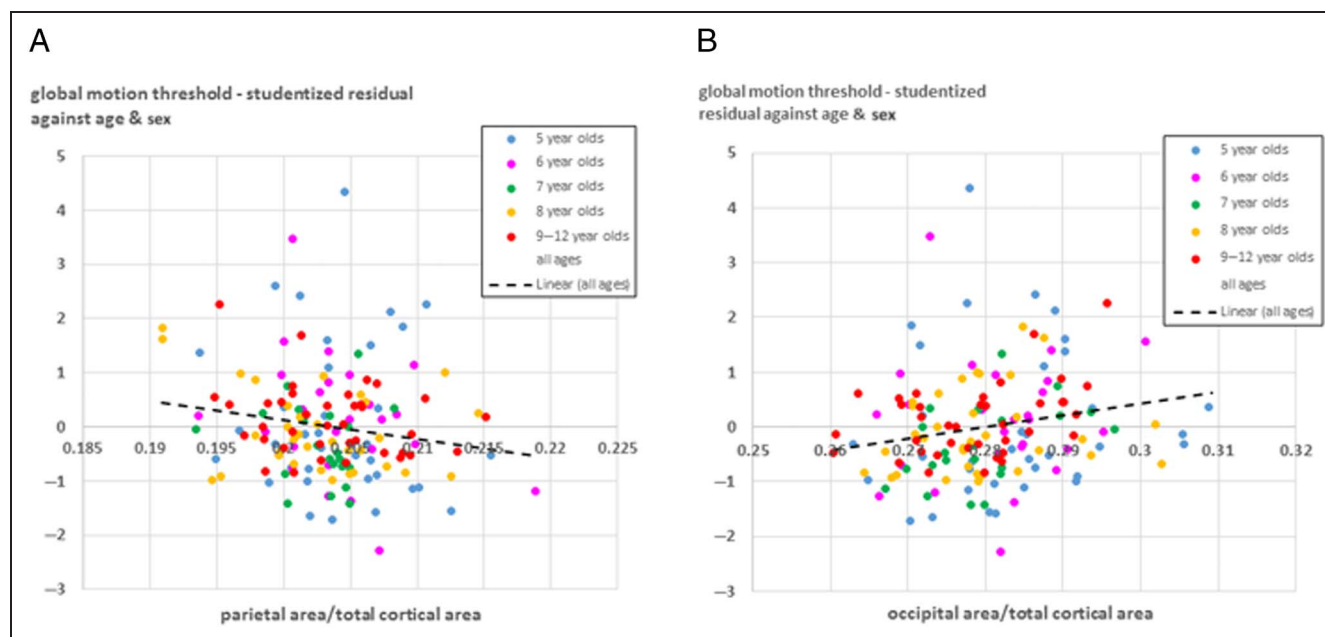 A
global motion threshold - studentized residual
against age & sex
5 year olds
6 year olds
7 year olds
8 year olds
9–12 year olds
all ages
Linear (all ages)
5
4
3
2
1
0
−1
−2
−3
0.185
0.19
0.195
0.2
0.205
0.21
0.215
0.22
0.225
parietal area/total cortical area
B
global motion threshold - studentized
residual against age & sex
5 year olds
6 year olds
7 year olds
8 year olds
9–12 year olds
all ages
Linear (all ages)
5
4
3
2
1
0
−1
−2
−3
0.25
0.26
0.27
0.28
0.29
0.3
0.31
0.32
occipital area/total cortical area